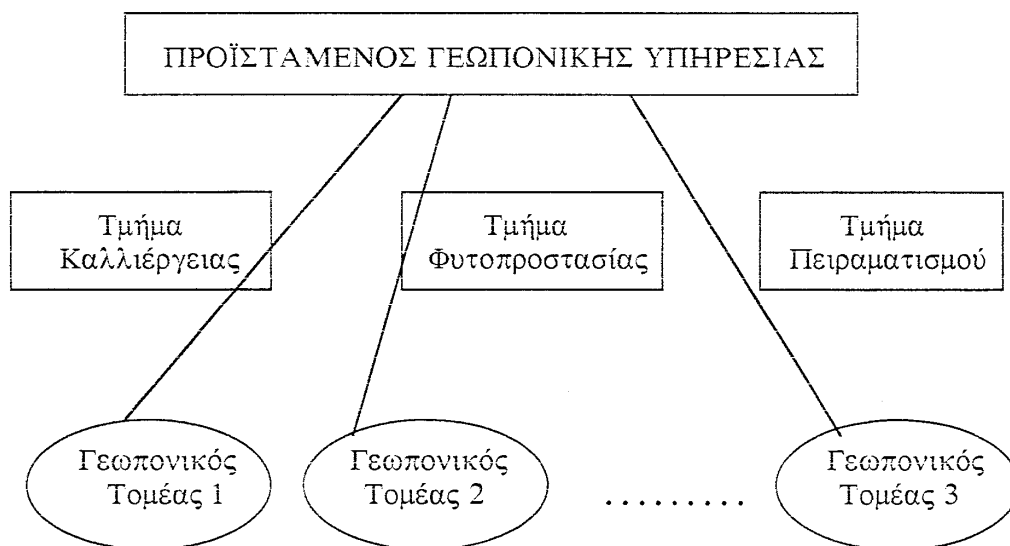 ΠΡΟΪΣΤΑΜΕΝΟΣ ΓΕΩΠΟΝΙΚΗΣ ΥΠΗΡΕΣΙΑΣ
Τμήμα
Καλλιέργειας
Τμήμα
Φυτοπροστασίας
Τμήμα
Πειραματισμού
Γεωπονικός
Τομέας 1
Γεωπονικός
Τομέας 2
.........
Γεωπονικός
Τομέας 3